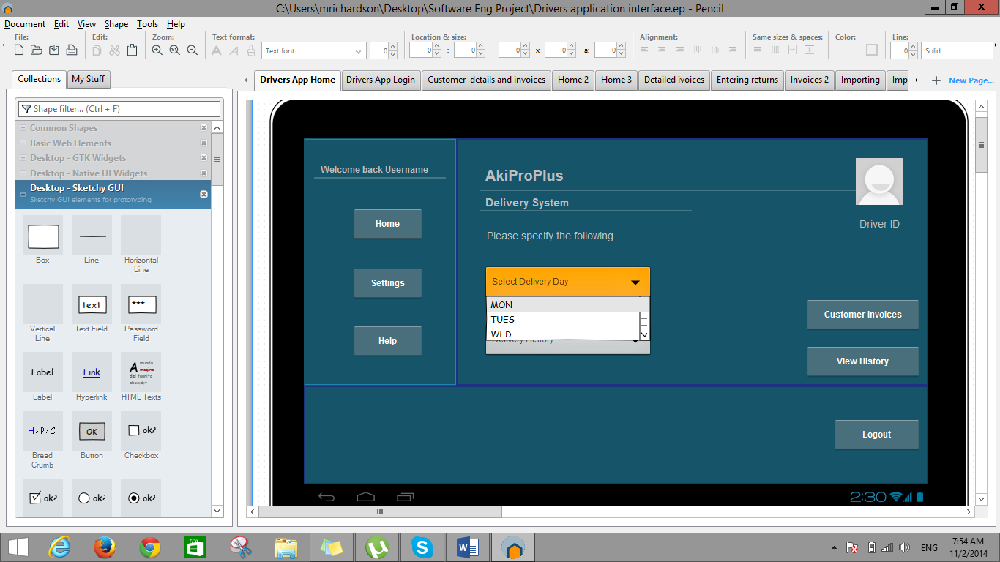 C:\Users\mrichardson\Desktop\Software Eng Project\Drivers application interface.ep - Pencil
Document Edit View Shape Tools Help
File: Edit: Zoom: Text format: Location & size: Alignment: Same sizes & spaces: Color: Line:
A A Text font 0 0 : 0 0 x 0 a: 0 0 Solid
Collections My Stuff
Drivers App Home Drivers App Login Customer details and invoices Home 2 Home 3 Detailed ivoices Entering returns Invoices 2 Importing Imp New Page...
Shape filter... (Ctrl + F)
Common Shapes
Basic Web Elements
Desktop - GTK Widgets
Desktop - Native UI Widgets
Desktop - Sketchy GUI
Sketchy GUI elements for prototyping
Box Line Horizontal Line
text ***
Vertical Line Text Field Password Field
Label Link A mundu magine dei tannito abucidit
Label Hyperlink HTML Texts
H>P>C OK ok?
Bread Crumb Button Checkbox
ok? ok? ok?
Welcome back Username
Home
Settings
Help
AkiProPlus
Delivery System
Driver ID
Please specify the following
Select Delivery Day
MON
TUES
WED
Delivery History
Customer Invoices
View History
Logout
2:30
ENG
7:54 AM
11/2/2014